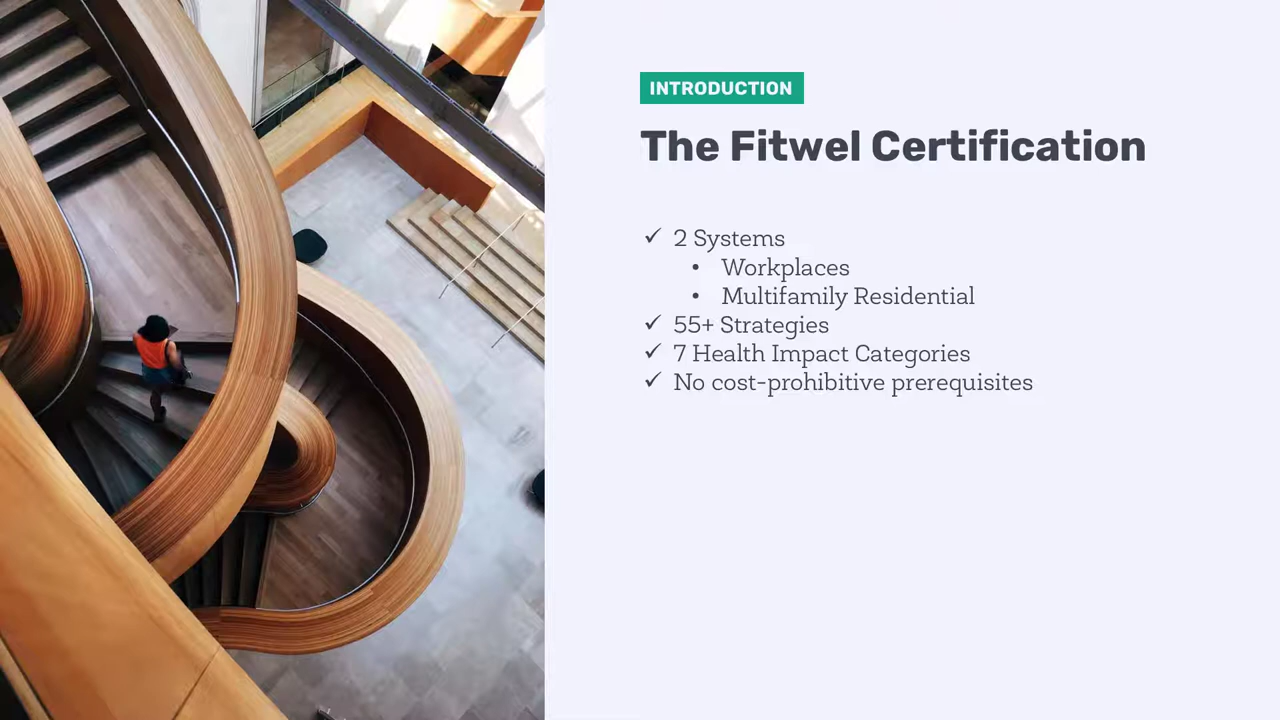 INTRODUCTION
The Fitwel Certification
✓ 2 Systems
• Workplaces
• Multifamily Residential
✓ 55+ Strategies
✓ 7 Health Impact Categories
✓ No cost-prohibitive prerequisites